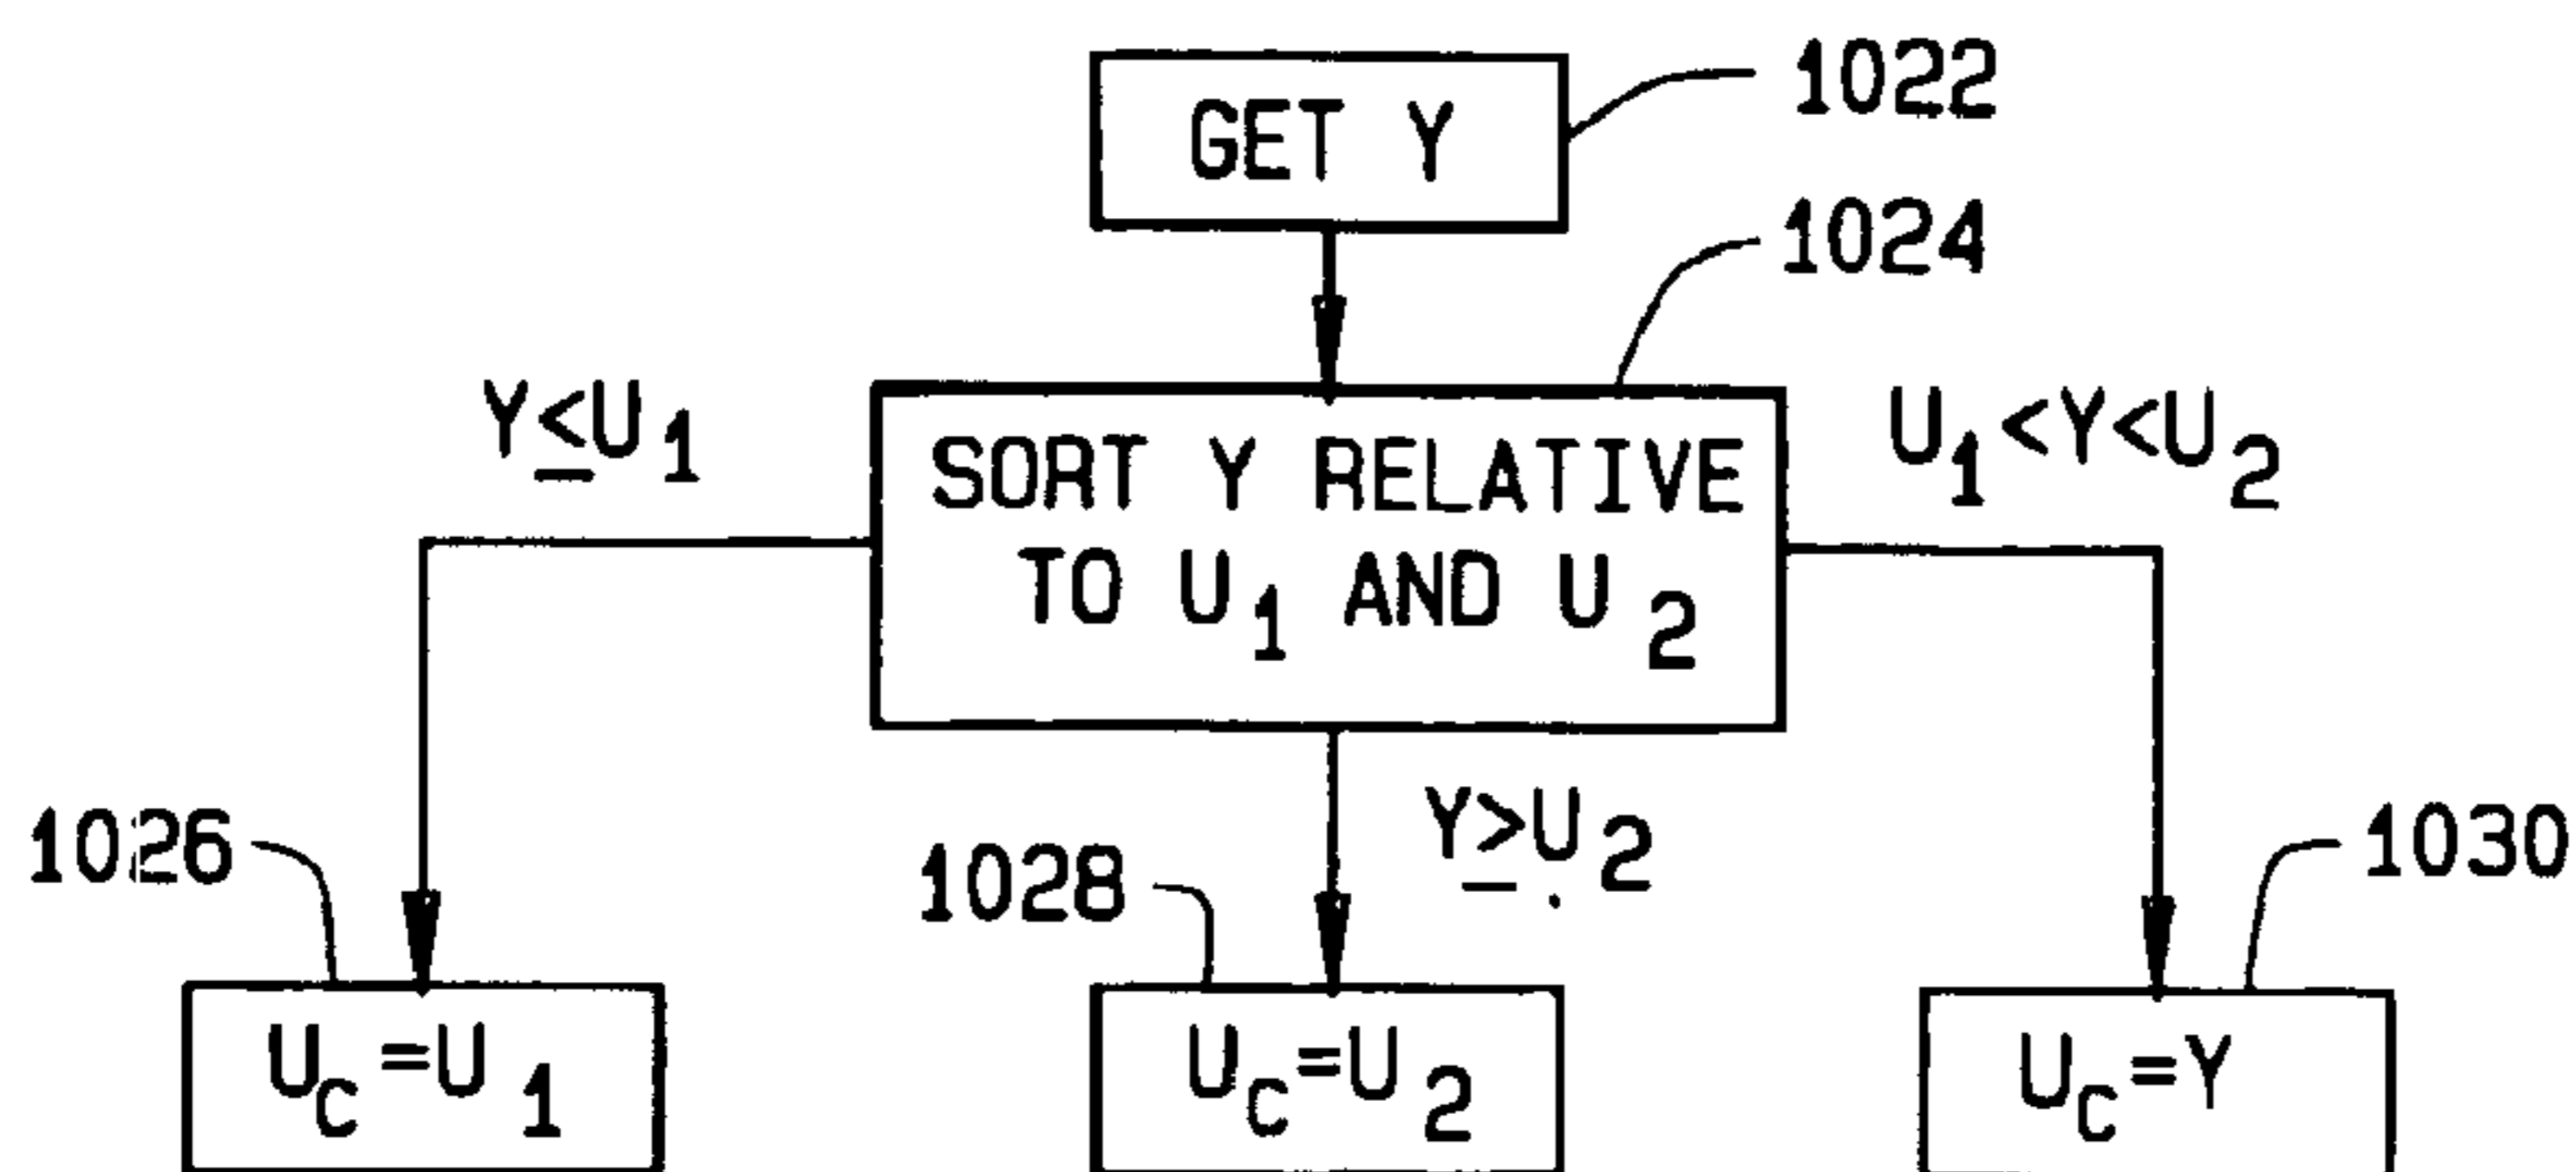 GET Y
1022
1024
Y≤U1
SORT Y RELATIVE
TO U1 AND U2
U1<Y<U2
1026
1028
Y≥U2
1030
UC=U1
UC=U2
UC=Y